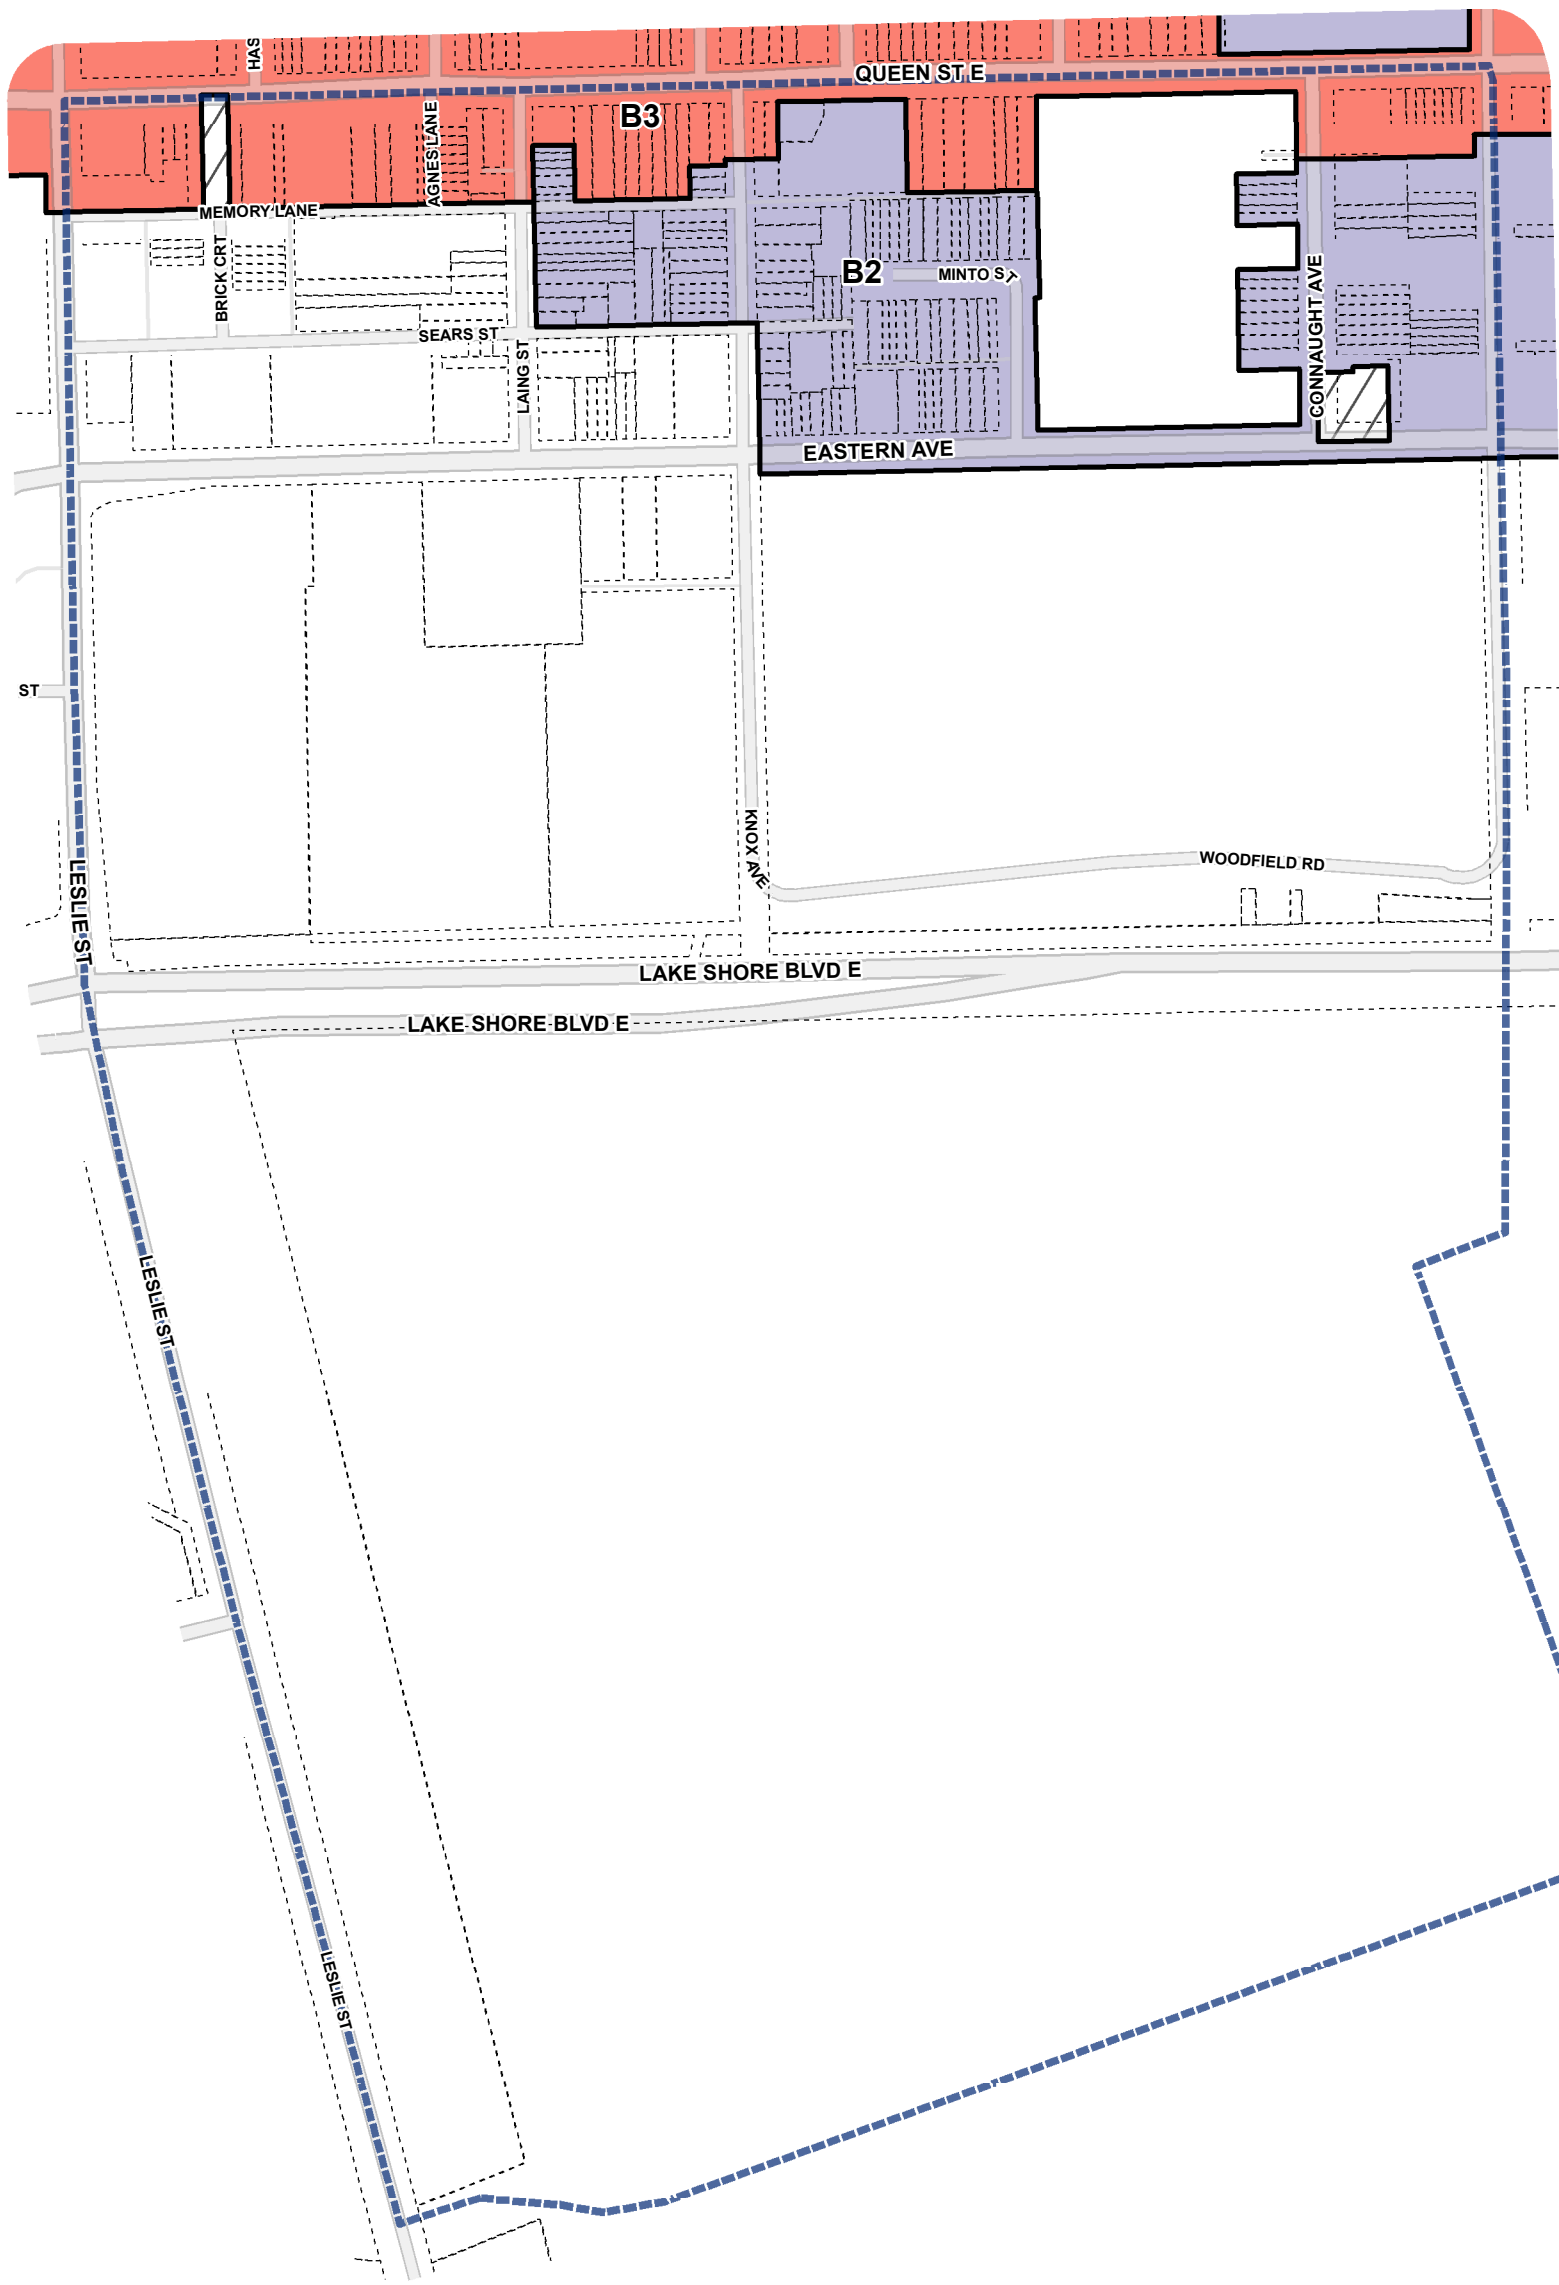 HAS
QUEEN ST E
B3
AGNES LANE
MEMORY LANE
BRICK CRT
B2
MINTO ST
CONNAUGHT AVE
SEARS ST
LAING ST
EASTERN AVE
ST
KNOX AVE
WOODFIELD RD
LESLIE ST
LAKE SHORE BLVD E
LAKE SHORE BLVD E
LESLIE ST
LESLIE ST